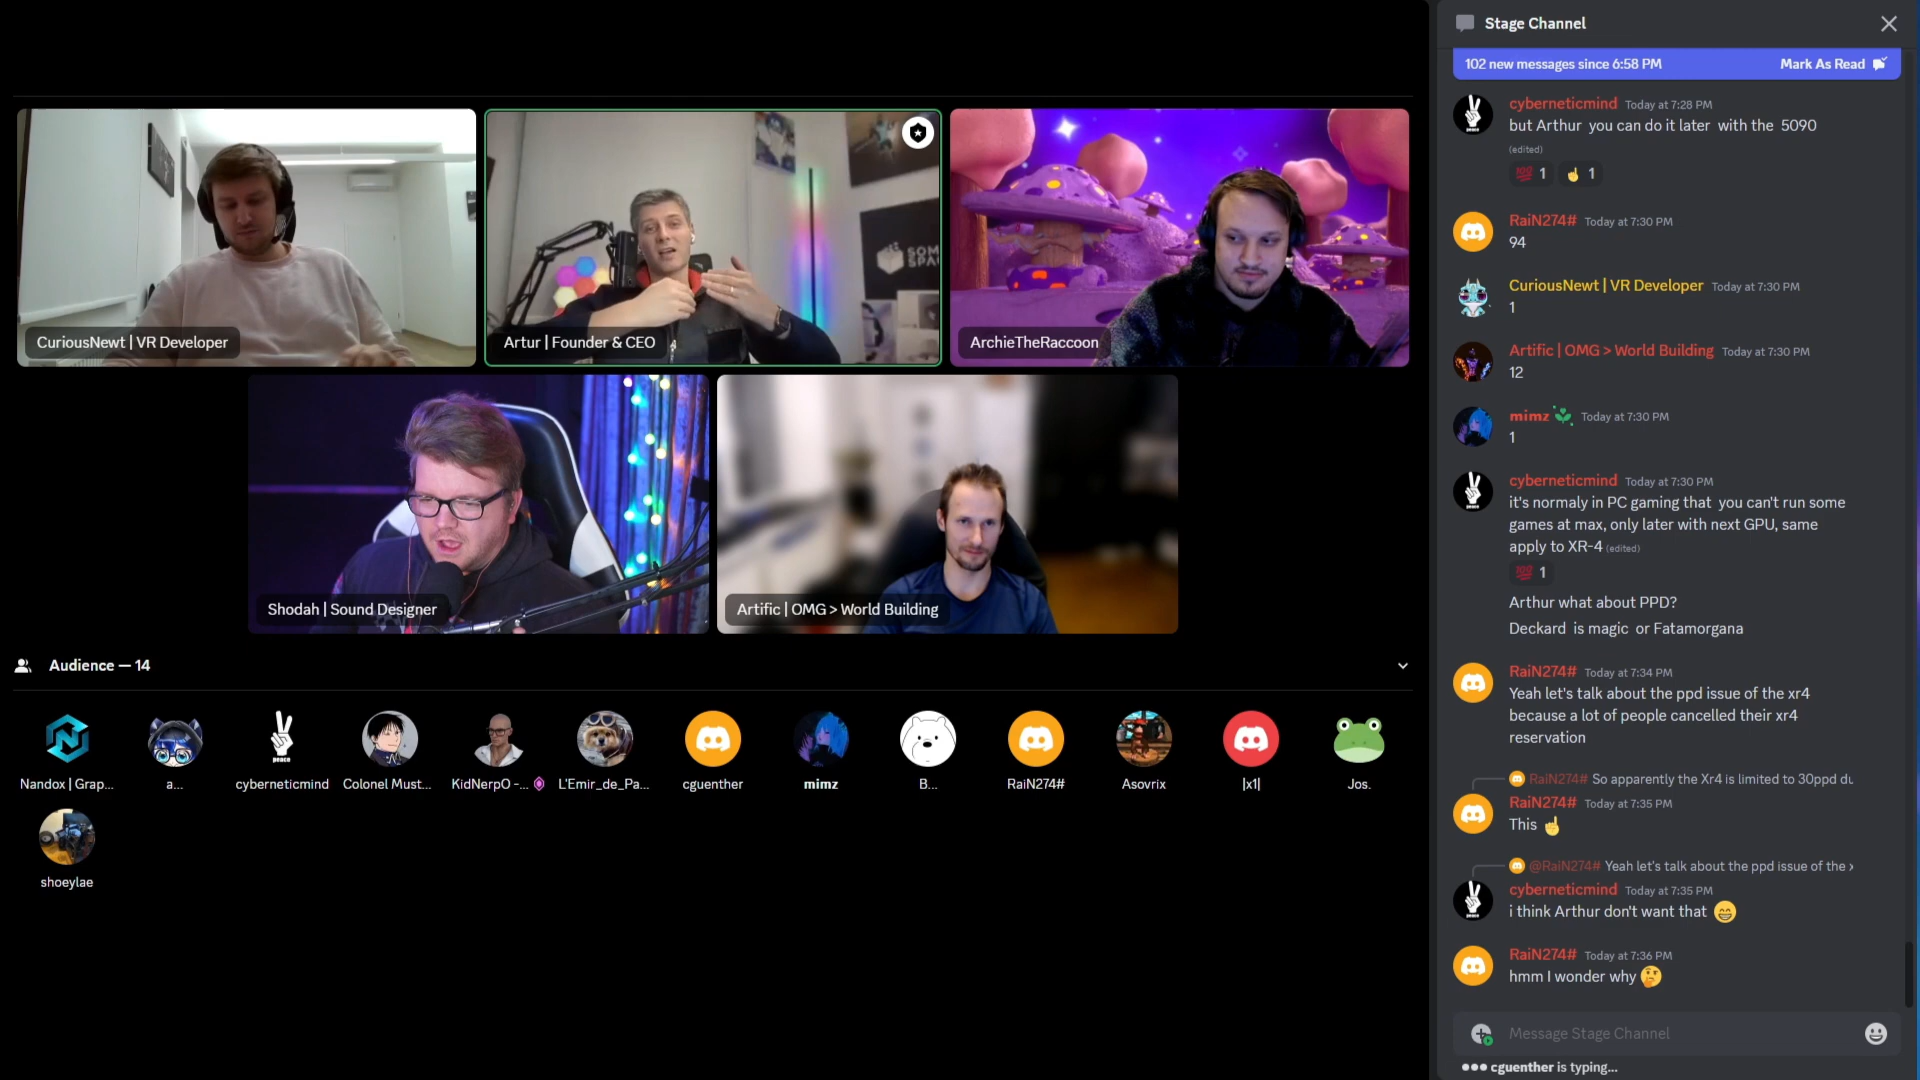 CuriousNewt | VR Developer
Artur | Founder & CEO
ArchieTheRaccoon
Shodah | Sound Designer
Artific | OMG > World Building
Audience — 14
Nandox | Grap...
a...
cyberneticmind
Colonel Must...
KidNerpO -...
L'Emir_de_Pa...
cguenther
mimz
B...
RaiN274#
Asovrix
|x1|
Jos.
shoeylae
Stage Channel
102 new messages since 6:58 PM Mark As Read
cyberneticmind Today at 7:28 PM
but Arthur you can do it later with the 5090
(edited)
1 1
RaiN274# Today at 7:30 PM
94
CuriousNewt | VR Developer Today at 7:30 PM
1
Artific | OMG > World Building Today at 7:30 PM
12
mimz Today at 7:30 PM
1
cyberneticmind Today at 7:30 PM
it's normaly in PC gaming that you can't run some
games at max, only later with next GPU, same
apply to XR-4 (edited)
1
Arthur what about PPD?
Deckard is magic or Fatamorgana
RaiN274# Today at 7:34 PM
Yeah let's talk about the ppd issue of the xr4
because a lot of people cancelled their xr4
reservation
RaiN274# So apparently the Xr4 is limited to 30ppd
RaiN274# Today at 7:35 PM
This
@RaiN274# Yeah let's talk about the ppd issue of the
cyberneticmind Today at 7:35 PM
i think Arthur don't want that
RaiN274# Today at 7:36 PM
hmm I wonder why
Message Stage Channel
cguenther is typing...